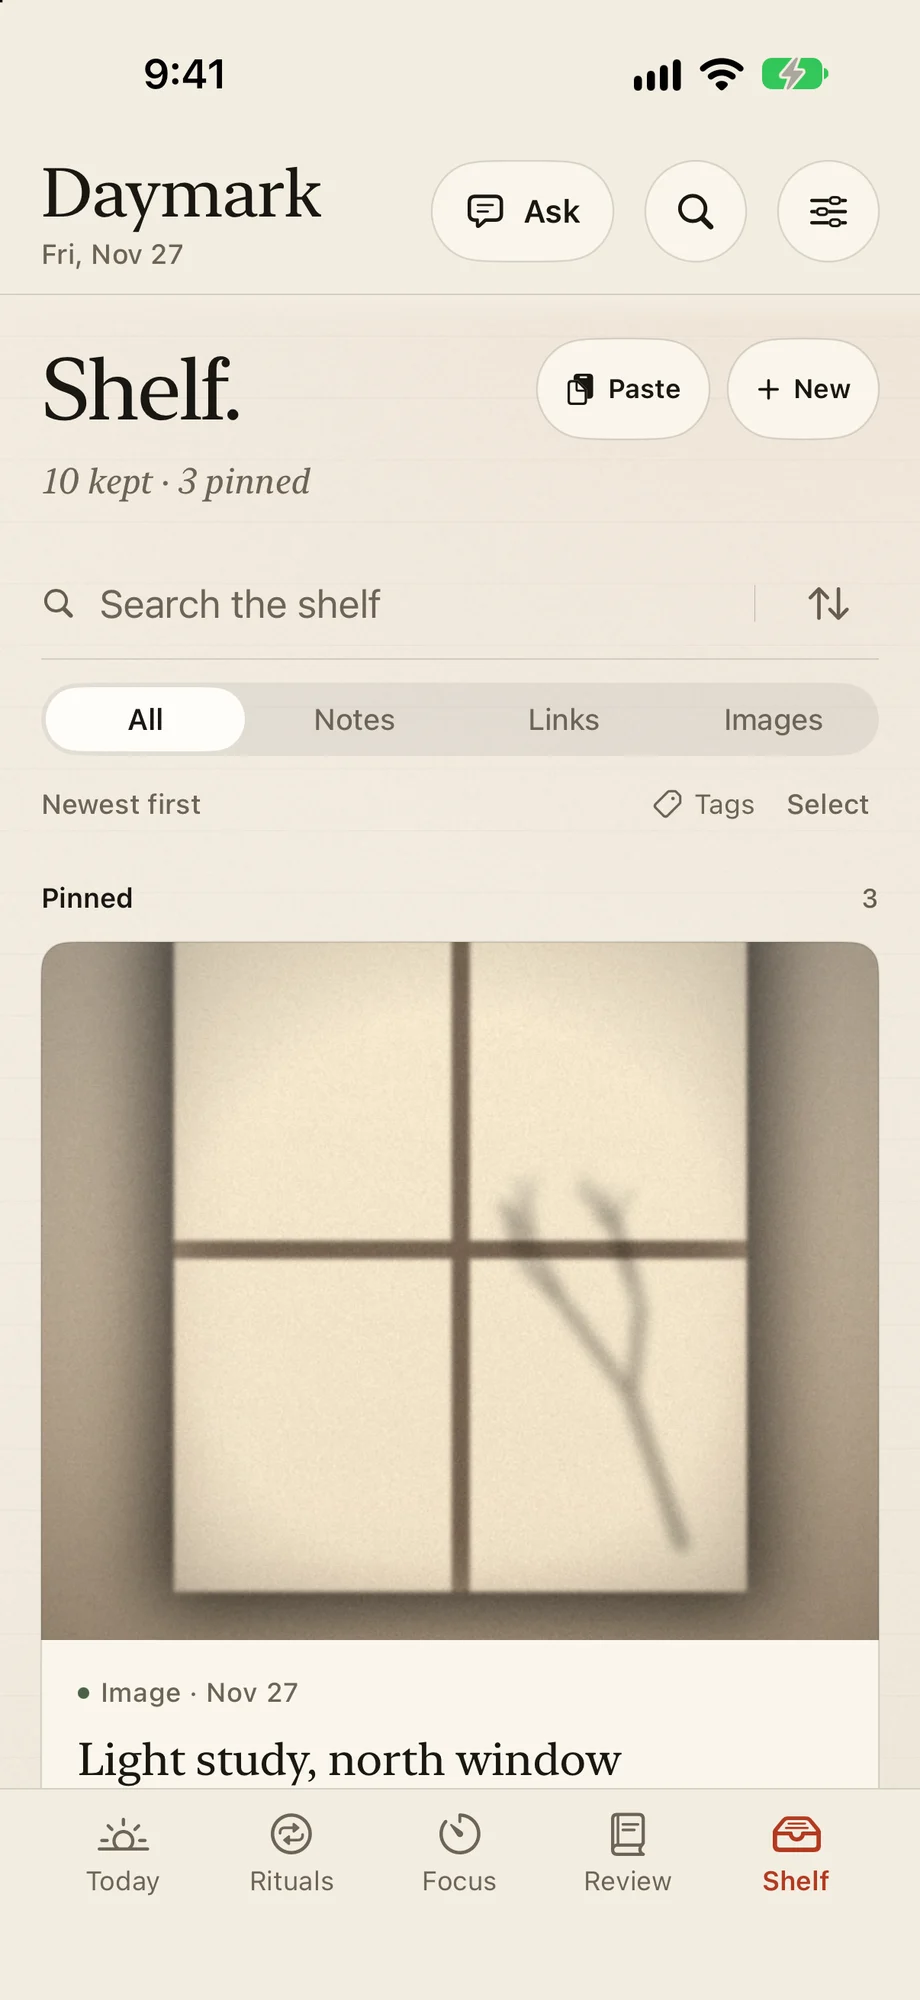 9:41
Daymark
Fri, Nov 27
Ask
Shelf.
Paste
New
10 kept · 3 pinned
Search the shelf
All
Notes
Links
Images
Newest first
Tags
Select
Pinned
3
Image · Nov 27
Light study, north window
Today
Rituals
Focus
Review
Shelf